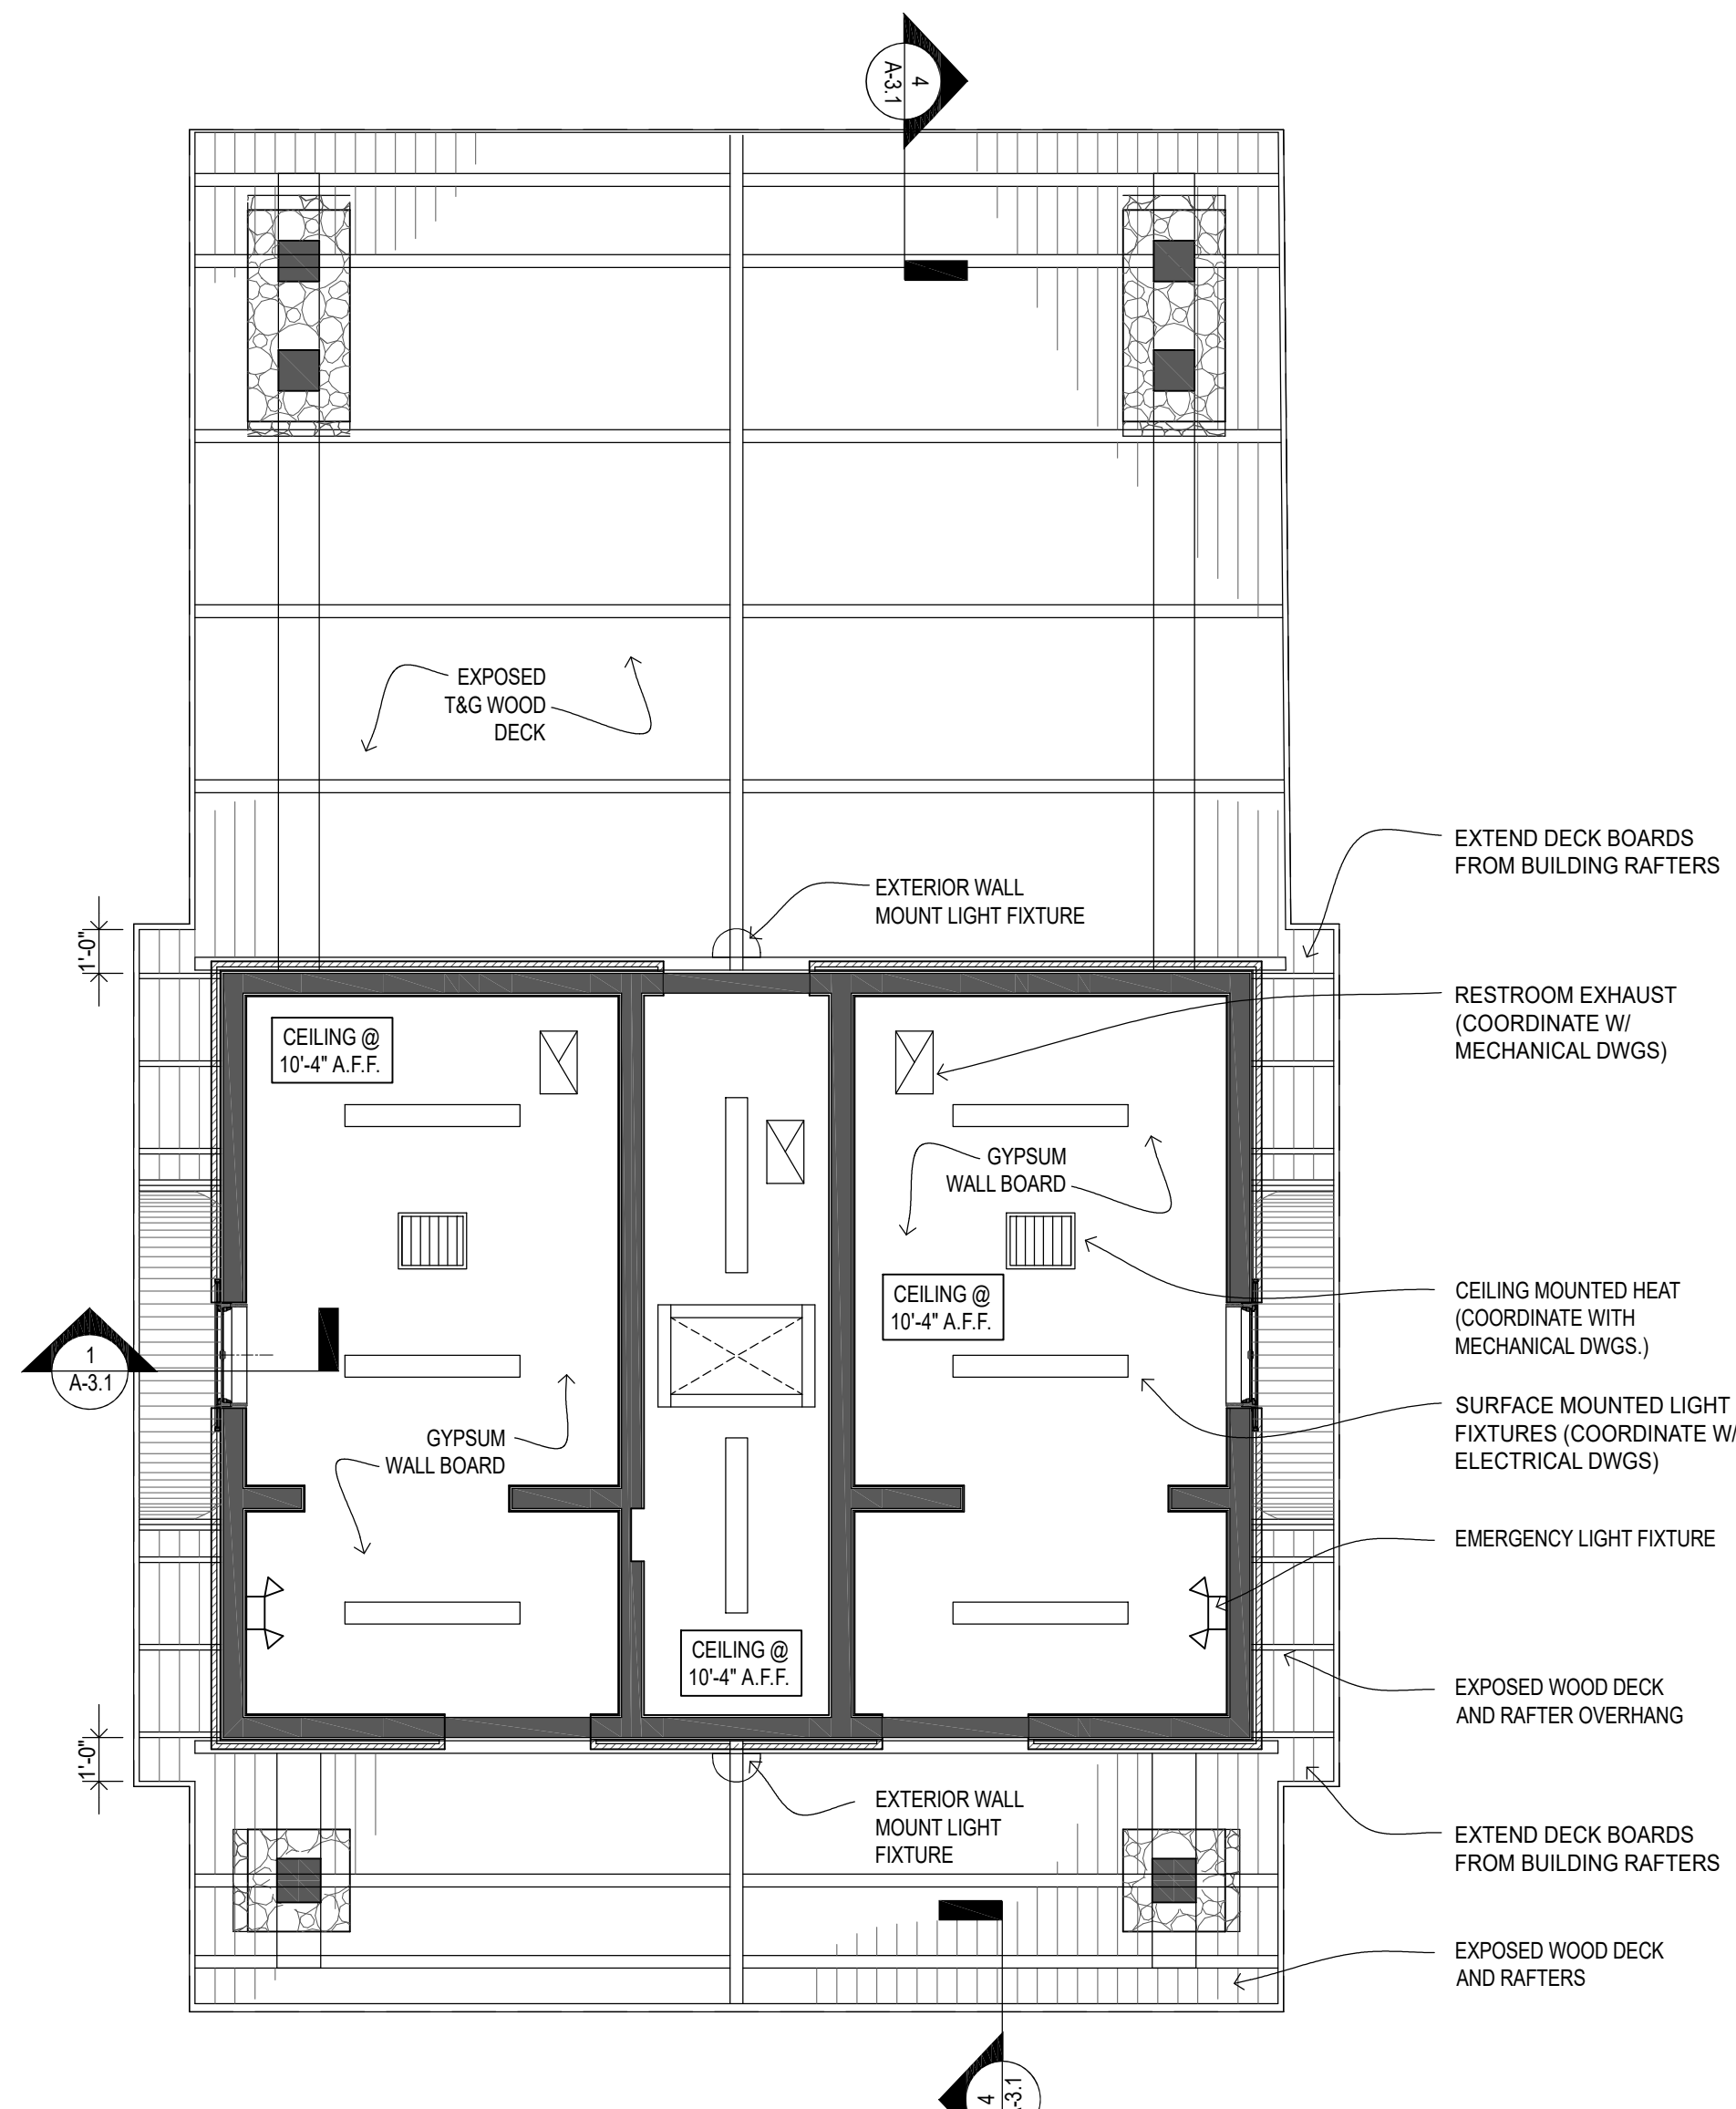 4
A-3.1
EXPOSED
T&G WOOD
DECK
EXTEND DECK BOARDS
FROM BUILDING RAFTERS
EXTERIOR WALL
MOUNT LIGHT FIXTURE
1'-0"
RESTROOM EXHAUST
(COORDINATE W/
MECHANICAL DWGS)
CEILING @
10'-4" A.F.F.
GYPSUM
WALL BOARD
CEILING @
10'-4" A.F.F.
CEILING MOUNTED HEAT
(COORDINATE WITH
MECHANICAL DWGS.)
1
A-3.1
SURFACE MOUNTED LIGHT
FIXTURES (COORDINATE W/
ELECTRICAL DWGS)
GYPSUM
WALL BOARD
EMERGENCY LIGHT FIXTURE
CEILING @
10'-4" A.F.F.
EXPOSED WOOD DECK
AND RAFTER OVERHANG
1'-0"
EXTERIOR WALL
MOUNT LIGHT
FIXTURE
EXTEND DECK BOARDS
FROM BUILDING RAFTERS
EXPOSED WOOD DECK
AND RAFTERS
4
-3.1